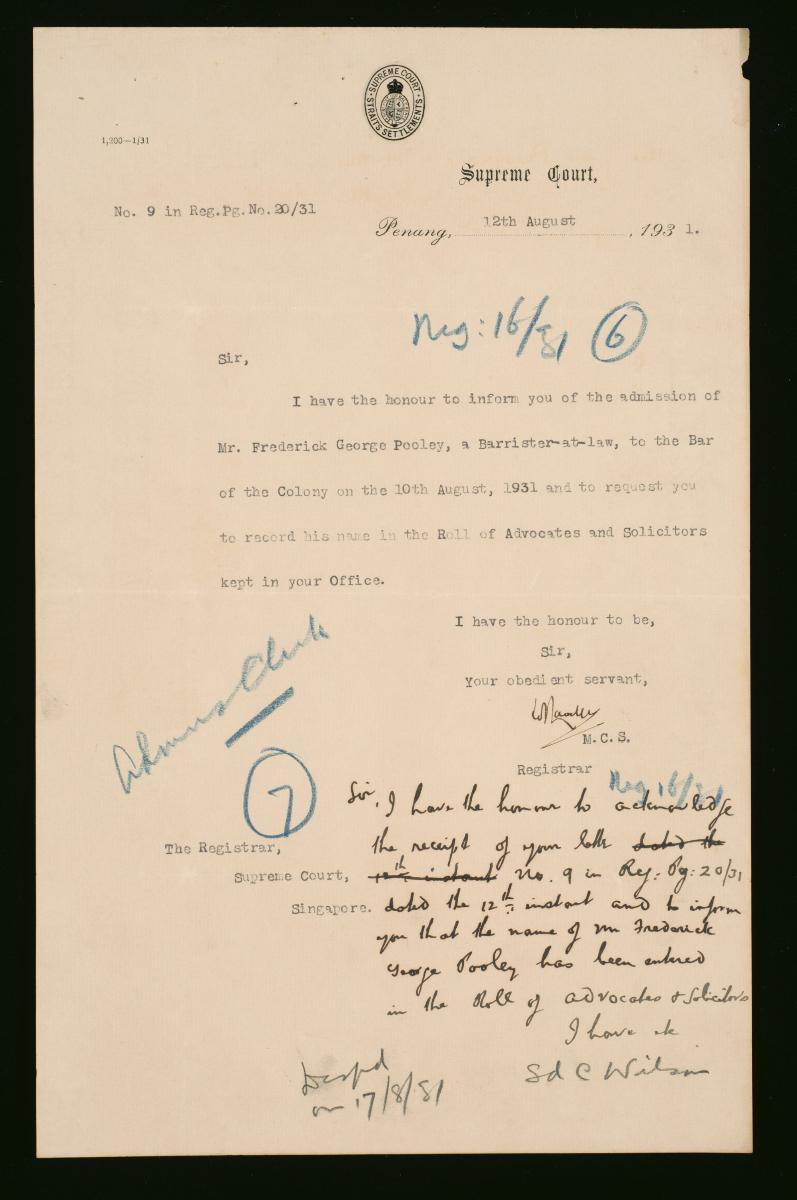 SUPREME COURT
STRAITS SETTLEMENTS
1,200—1/31
Supreme Court,
No. 9 in Reg.Pg.No.20/31
Penang, 12th August, 1931.
Reg: 16/31 6
Sir,
I have the honour to inform you of the admission of
Mr. Frederick George Pooley, a Barrister-at-law, to the Bar
of the Colony on the 10th August, 1931 and to request you
to record his name in the Roll of Advocates and Solicitors
kept in your Office.
I have the honour to be,
Sir,
Your obedient servant,
M.C.S.
Registrar
Admns Clerk
7
Reg 16/31
The Registrar,
Supreme Court,
Singapore.
Sir, I have the honour to acknowledge
the receipt of your letter dated the
12th instant No. 9 in Reg: Pg: 20/31
dated the 12th instant and to inform
you that the name of Mr Frederick
George Pooley has been entered
in the Roll of advocates & Solicitors
I have etc
Sd C Wilson
Despd
on 17/8/31